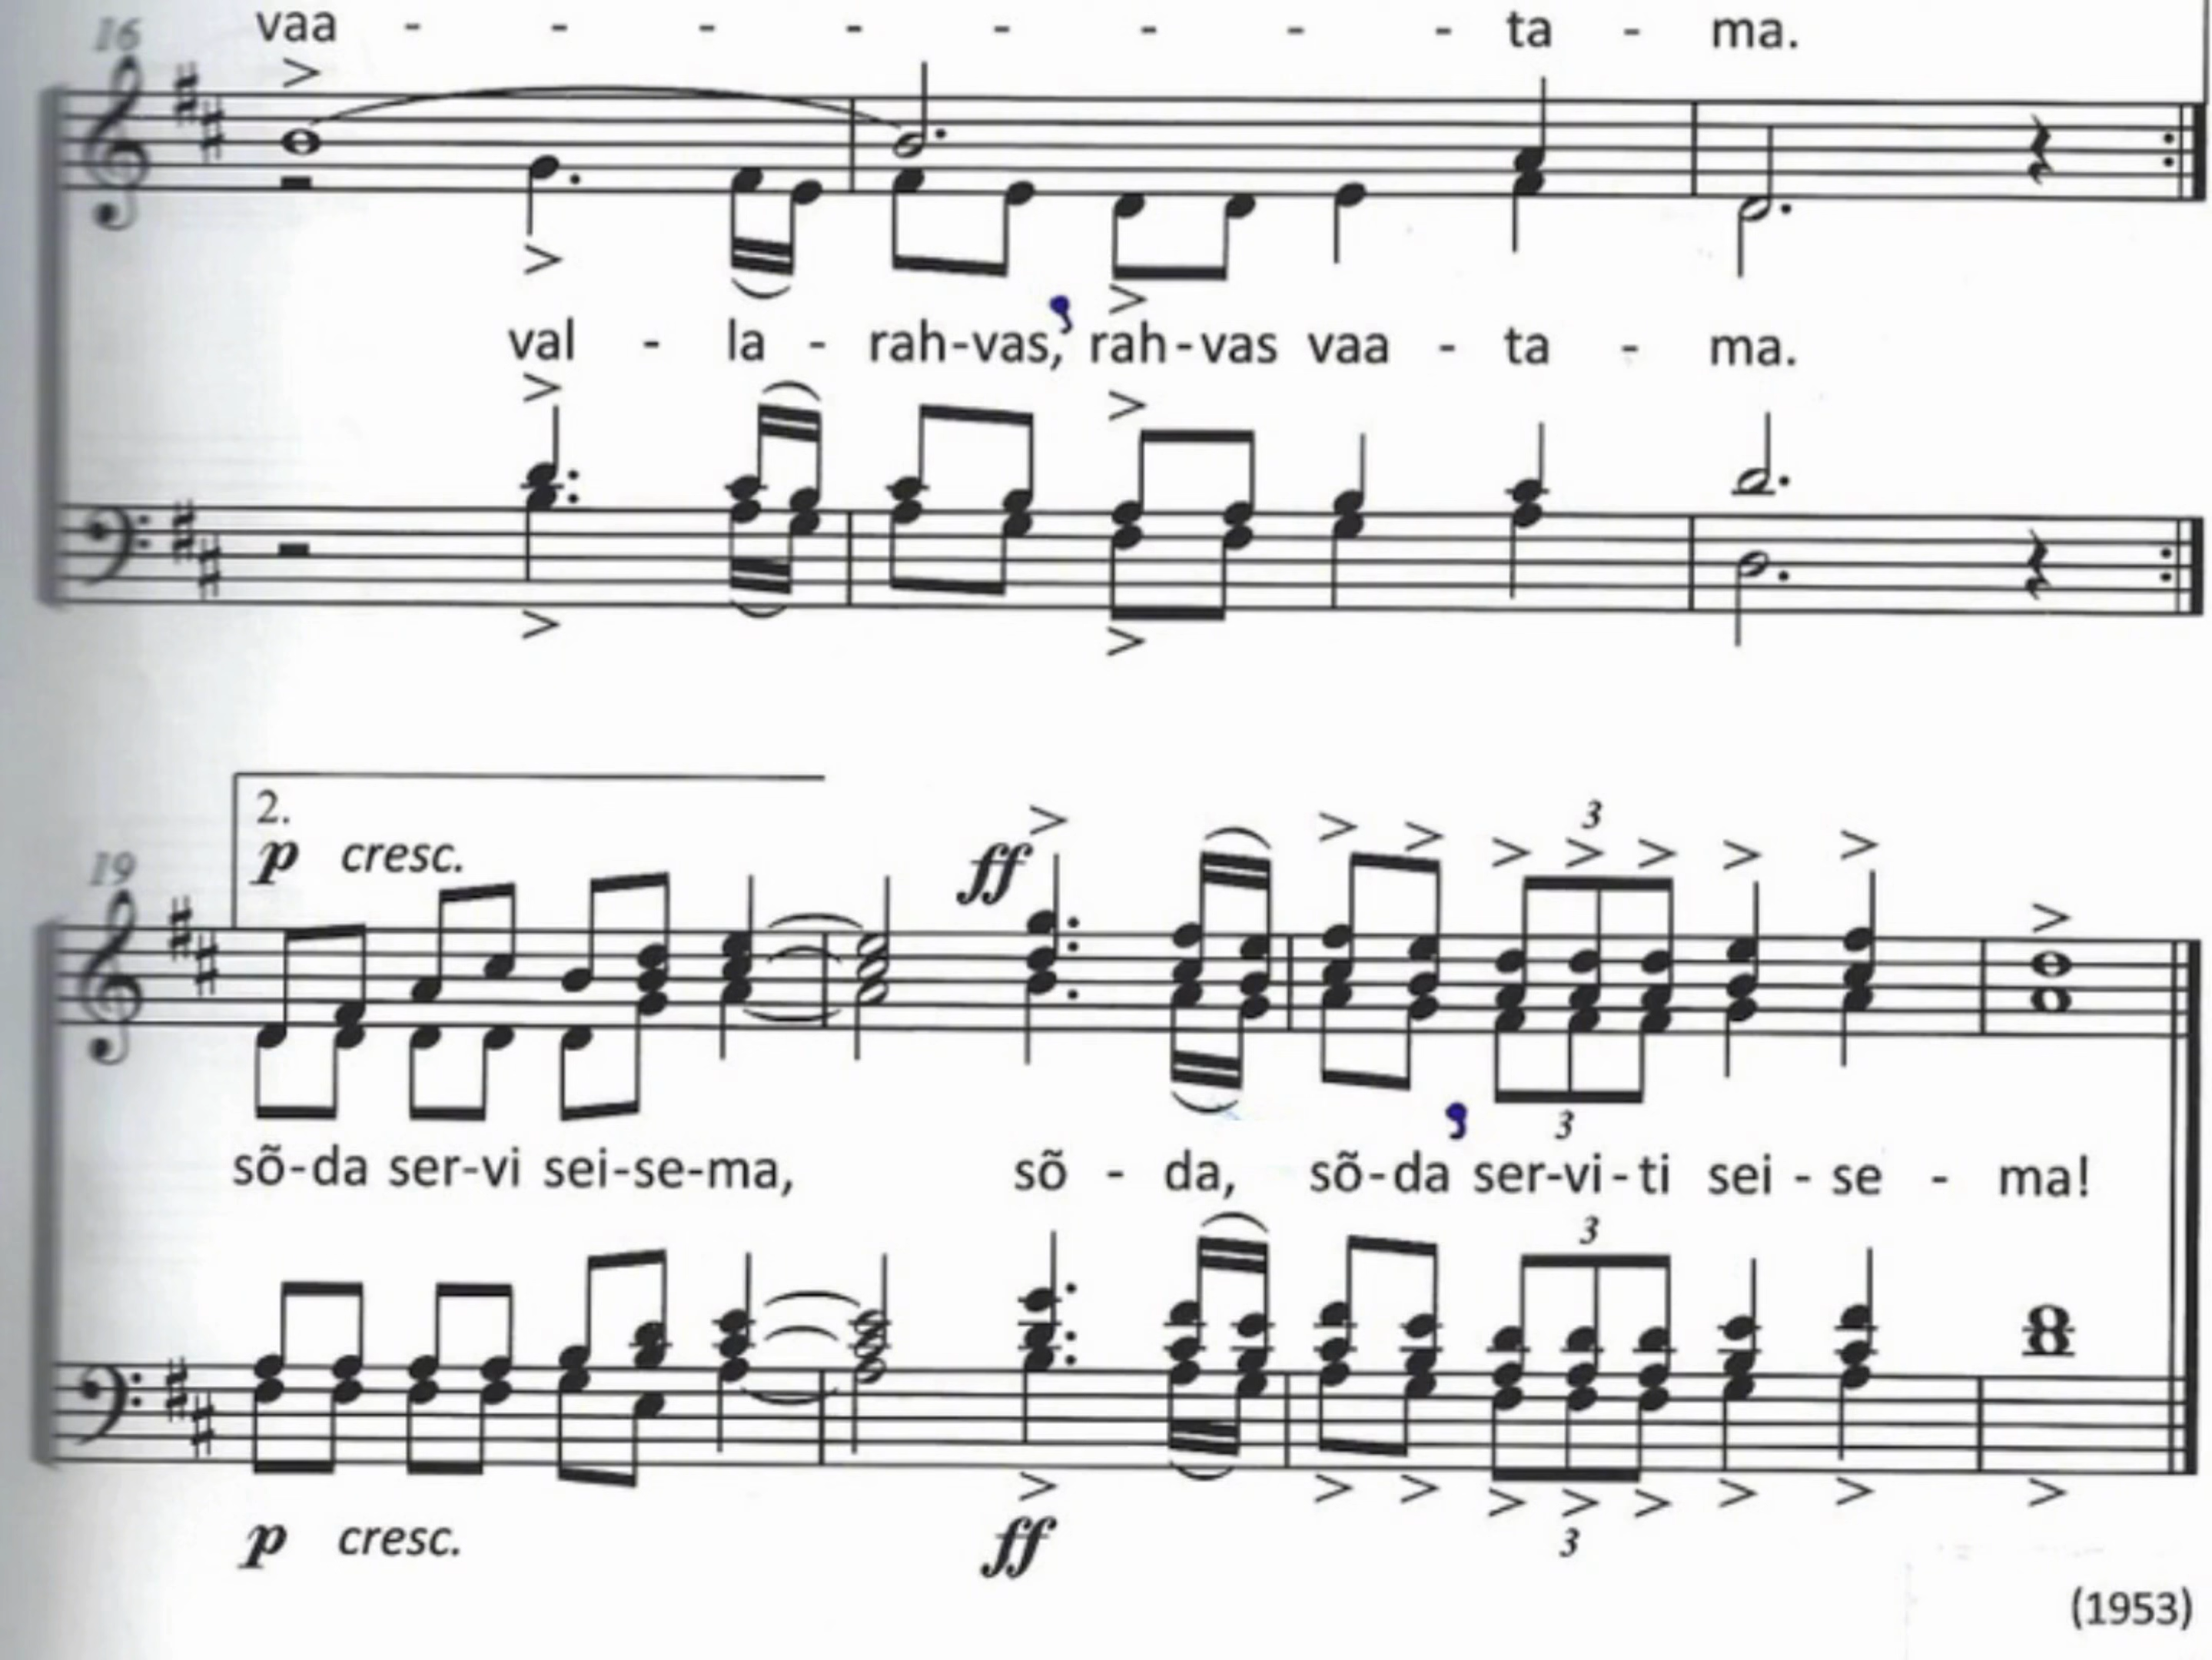 16 vaa - - - - - - - - ta - ma.
val - la - rah-vas, rah-vas vaa - ta - ma.
2.
19 p cresc. ff 3
3
sõ-da ser-vi sei-se-ma, sõ - da, sõ-da ser-vi-ti sei - se - ma!
3
p cresc. ff 3
(1953)